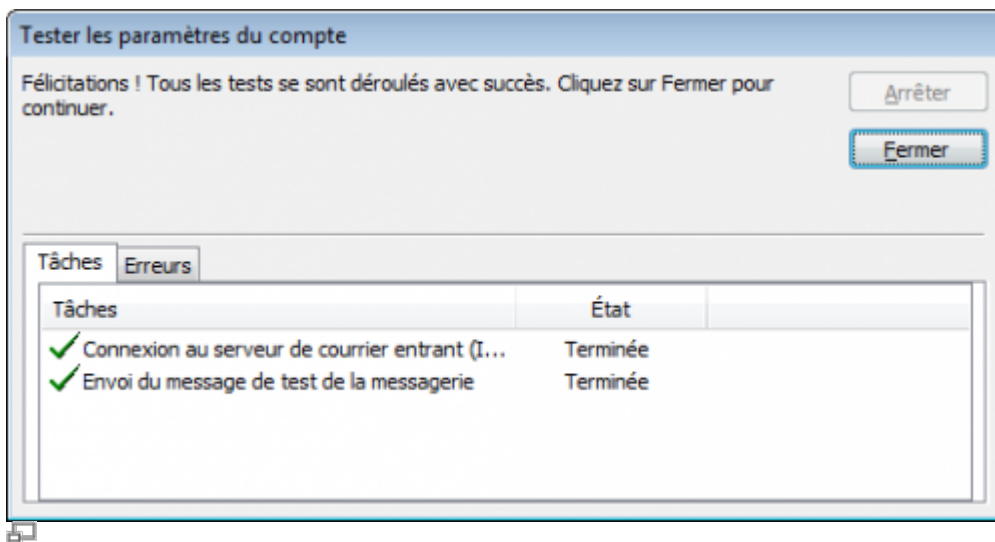 Tester les paramètres du compte
Félicitations ! Tous les tests se sont déroulés avec succès. Cliquez sur Fermer pour
continuer.
Arrêter
Fermer
Tâches Erreurs
Tâches État
Connexion au serveur de courrier entrant (I... Terminée
Envoi du message de test de la messagerie Terminée